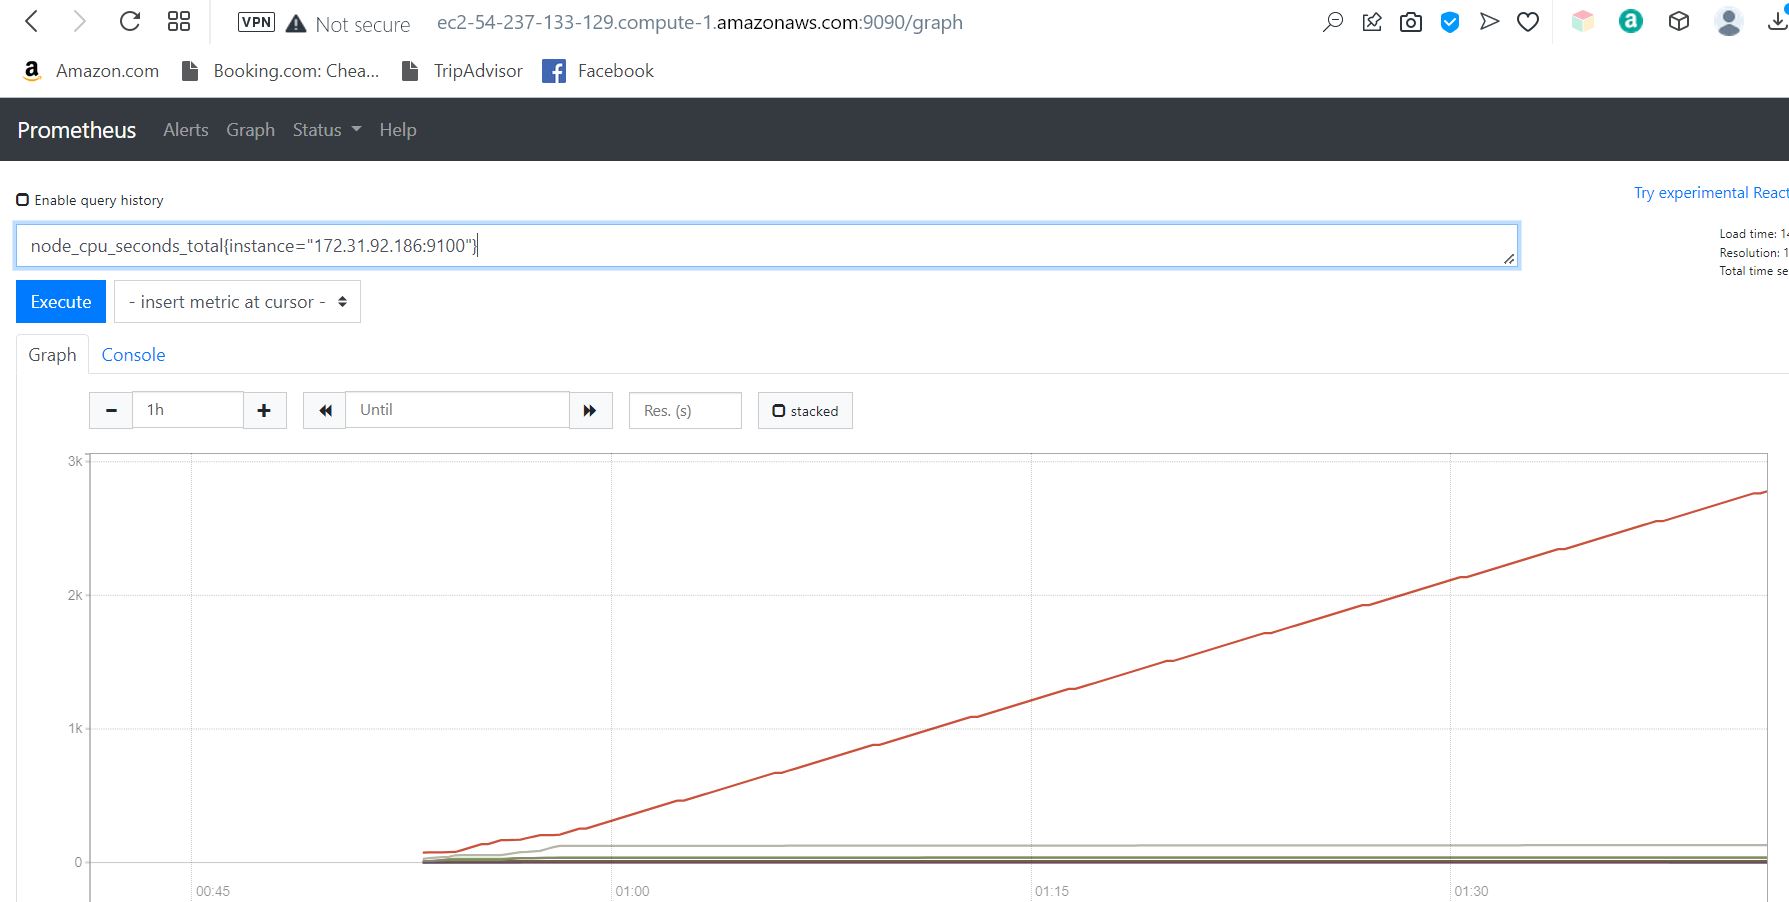 VPN Not secure ec2-54-237-133-129.compute-1.amazonaws.com:9090/graph
Amazon.com Booking.com: Chea... TripAdvisor Facebook
Prometheus Alerts Graph Status Help
Enable query history
Try experimental React
node_cpu_seconds_total{instance="172.31.92.186:9100"}
Load time: 14
Resolution: 1
Total time se
Execute - insert metric at cursor -
Graph Console
1h Until Res. (s) stacked
3k
2k
1k
0
00:45 01:00 01:15 01:30